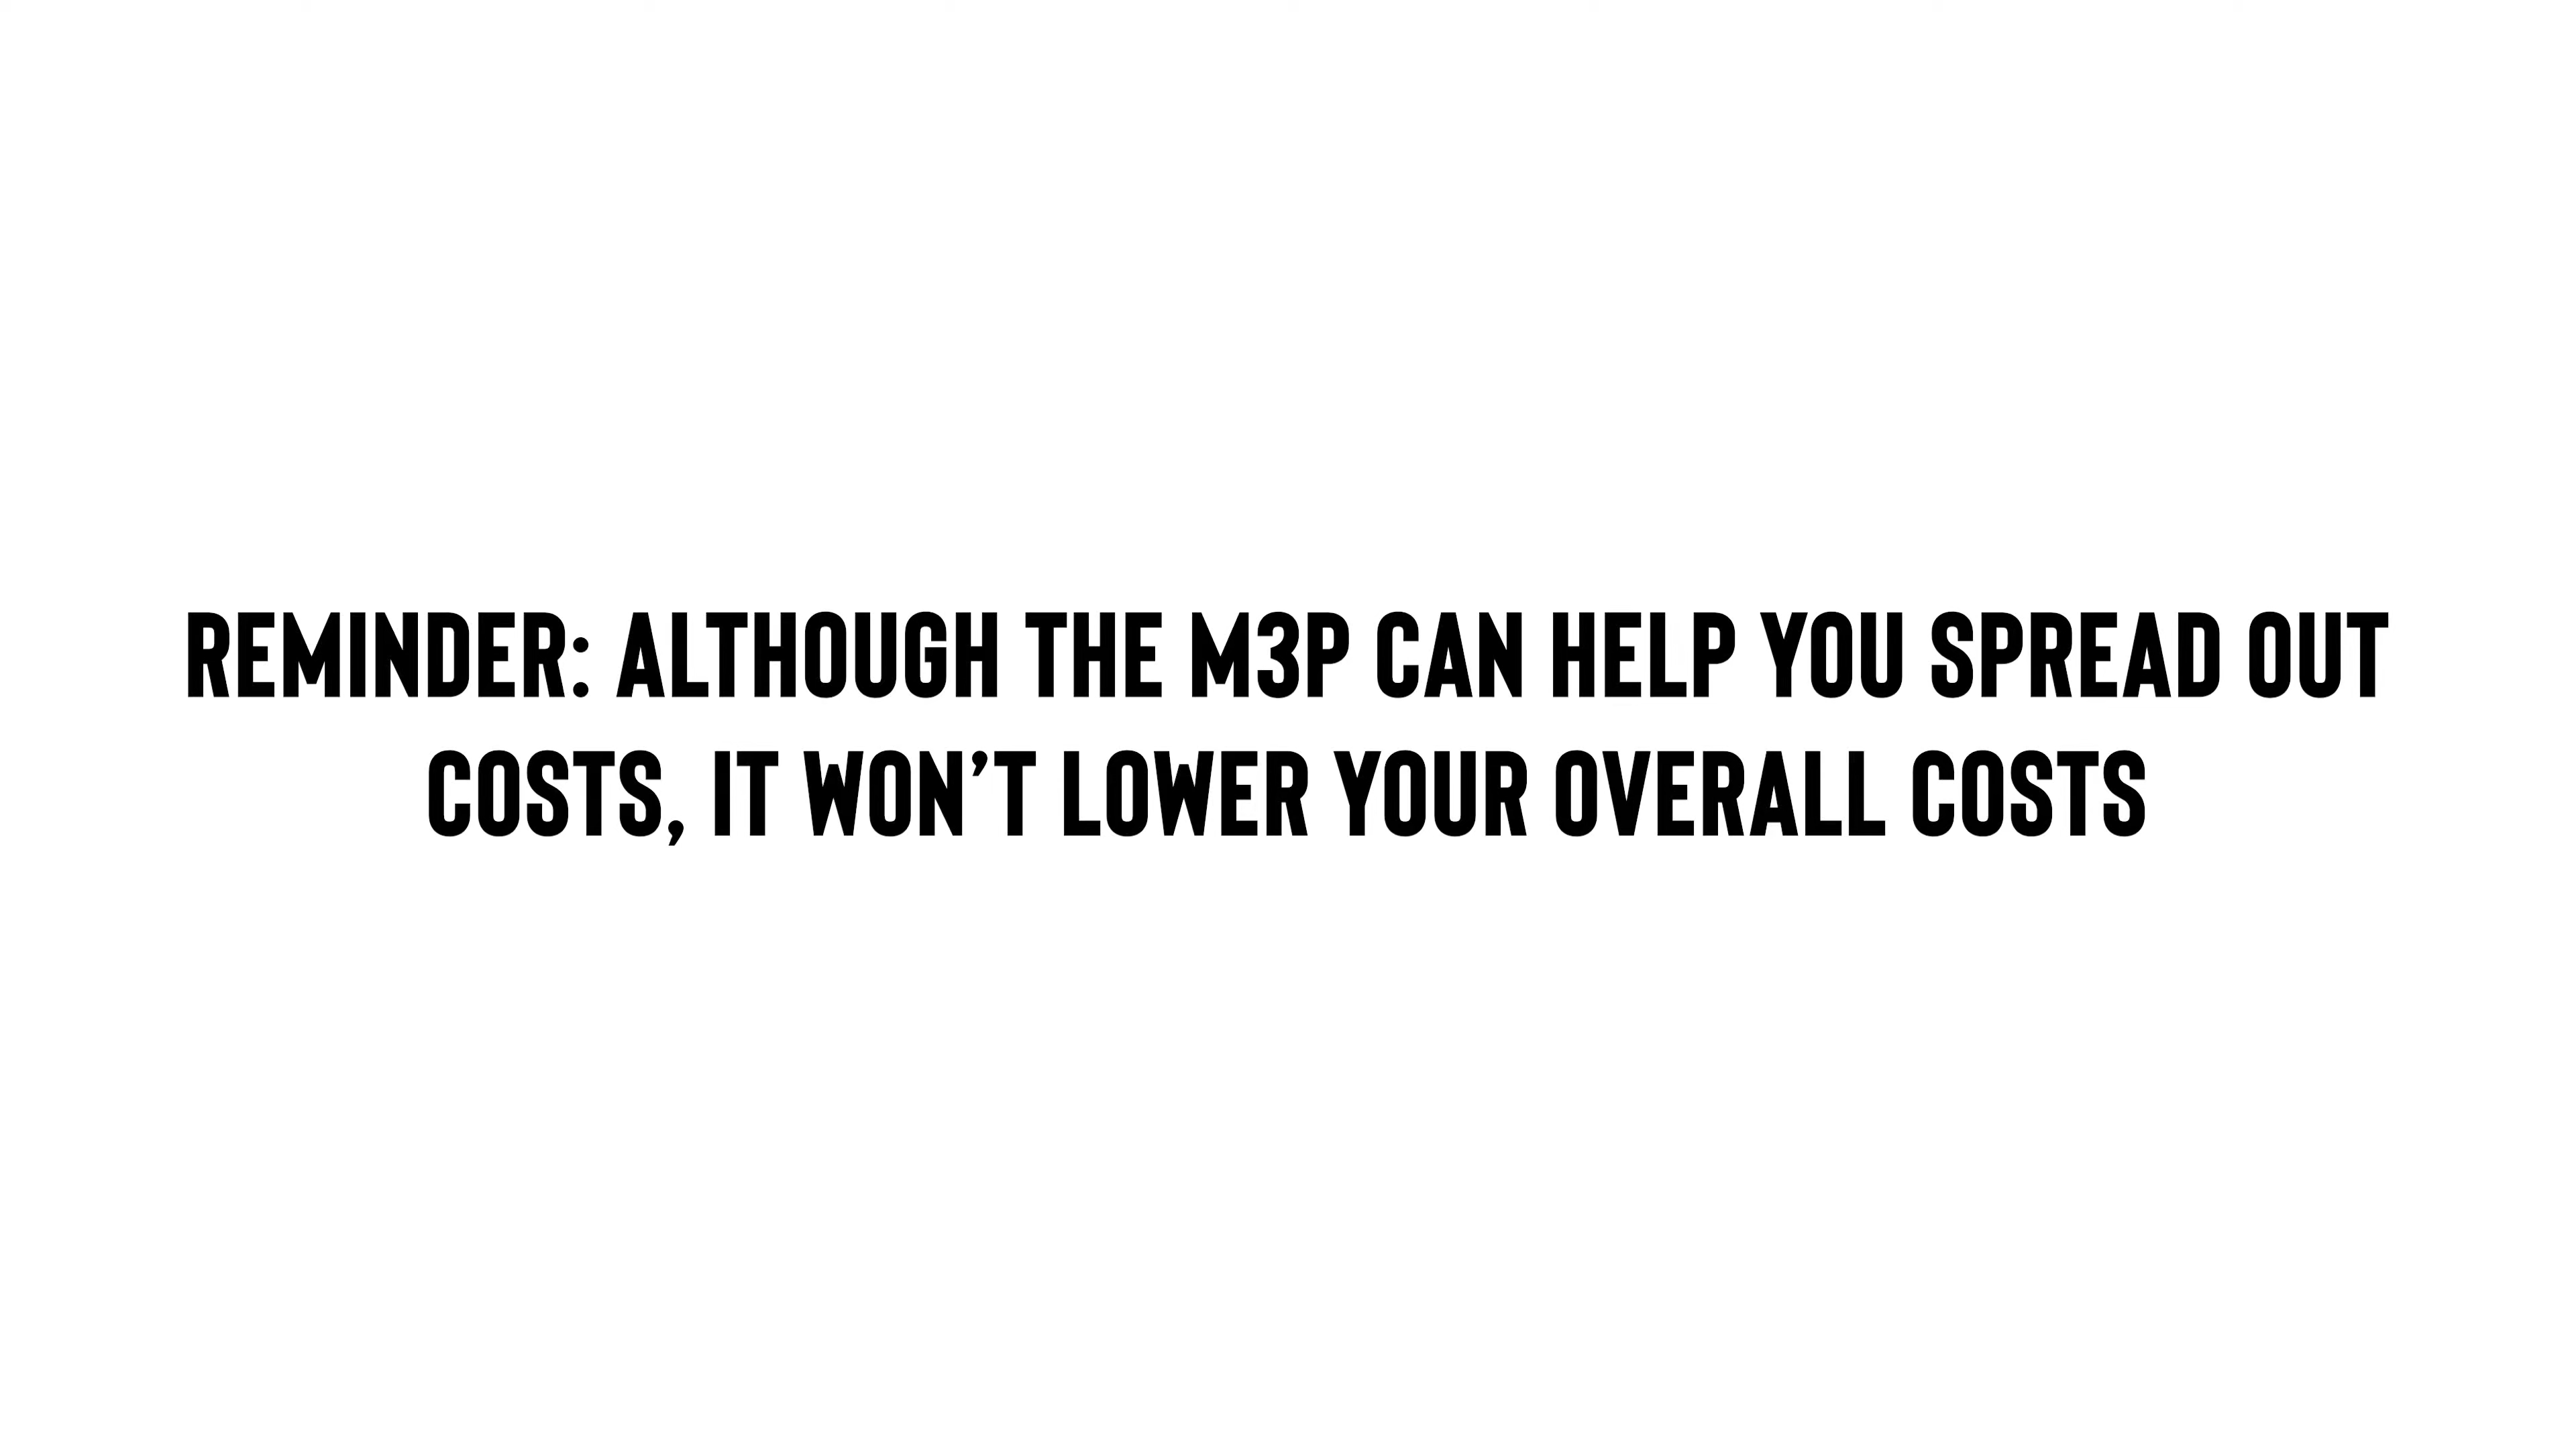 REMINDER: ALTHOUGH THE M3P CAN HELP YOU SPREAD OUT
COSTS, IT WON’T LOWER YOUR OVERALL COSTS